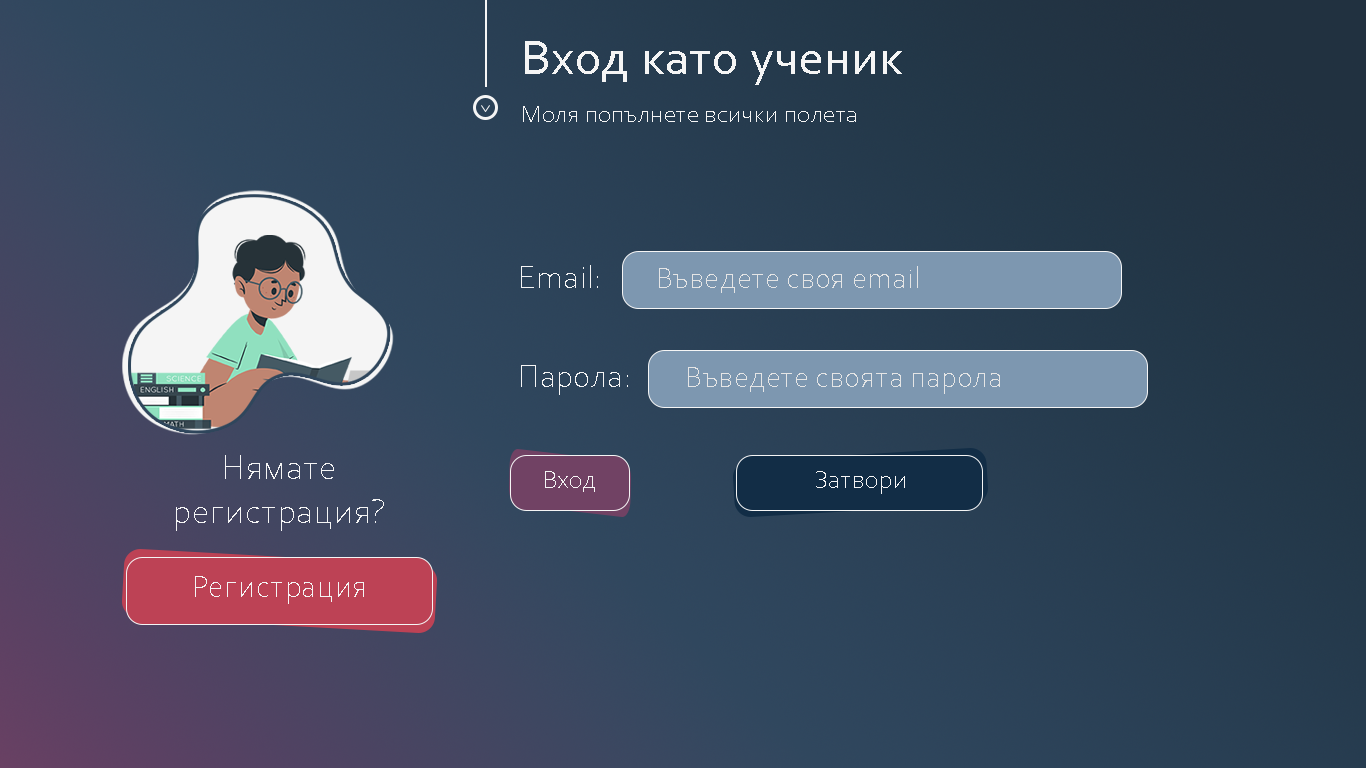 Вход като ученик
Моля попълнете всички полета
Email:
Въведете своя email
Парола:
Въведете своята парола
Вход
Затвори
SCIENCE
ENGLISH
MATH
Нямате
регистрация?
Регистрация